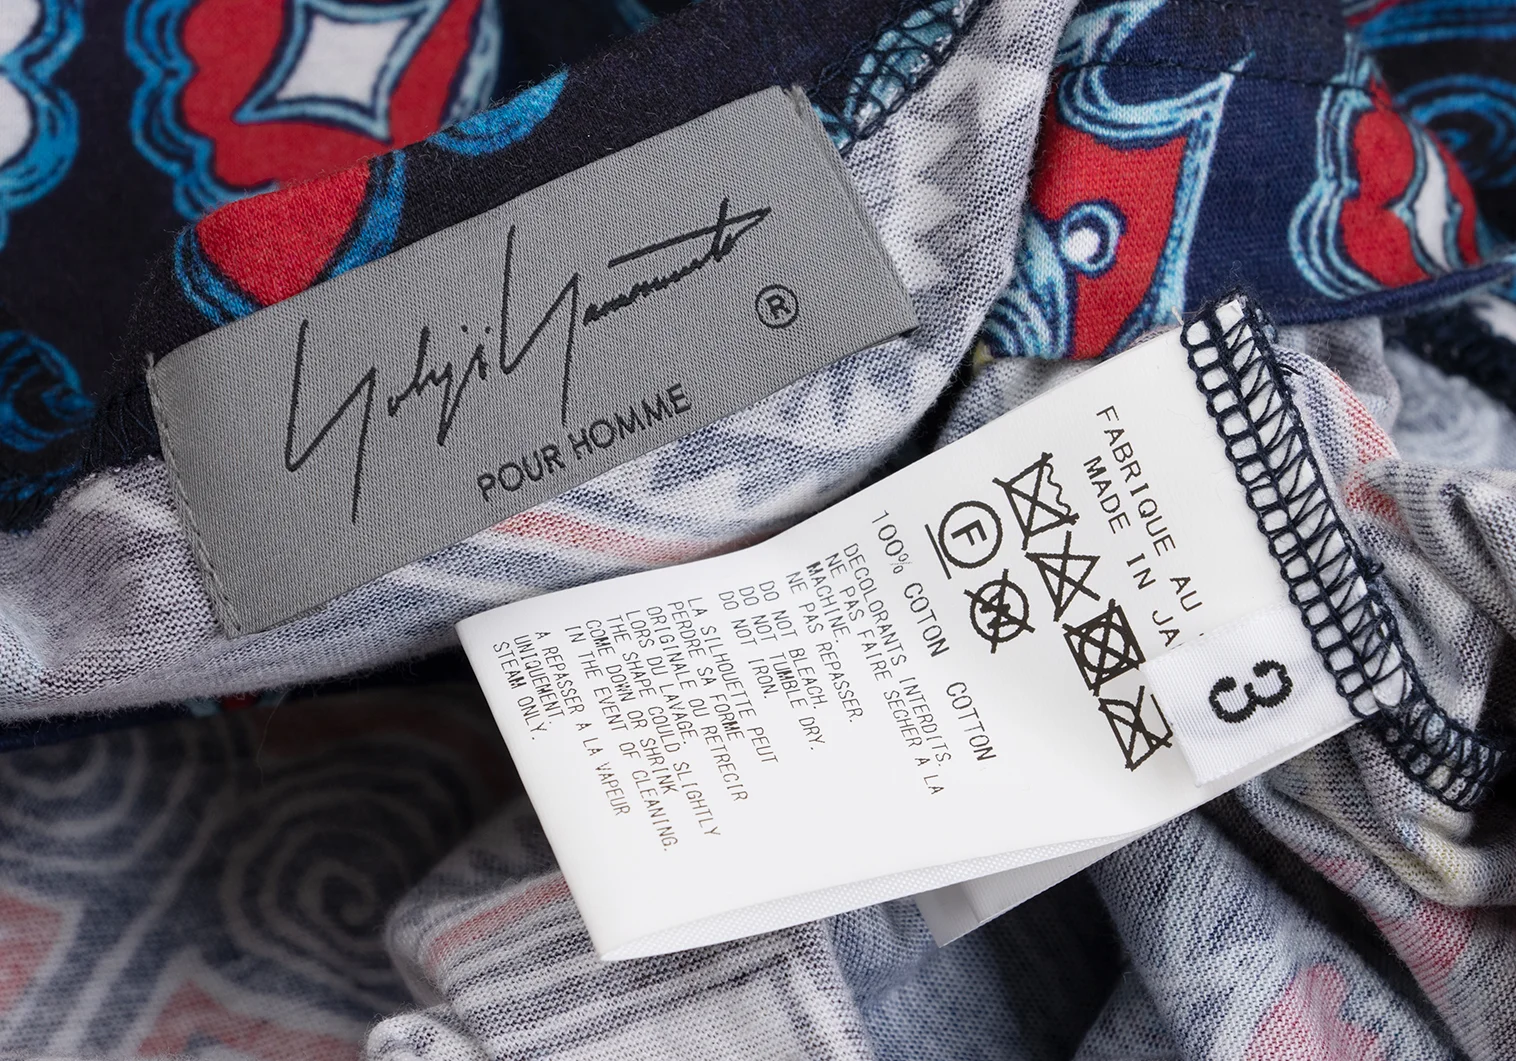 Yohji Yamamoto
®
POUR HOMME
FABRIQUE AU
MADE IN JA
3
F
W
100% COTON COTTON
DECOLORANTS INTERDITS.
NE PAS FAIRE SECHER A LA
MACHINE.
NE PAS REPASSER.
DO NOT BLEACH.
DO NOT TUMBLE DRY.
DO NOT IRON.
LA SILHOUETTE PEUT
PERDRE SA FORME
ORIGINALE OU RETRECIR
LORS DU LAVAGE.
THE SHAPE COULD SLIGHTLY
COME DOWN OR SHRINK
IN THE EVENT OF CLEANING.
A REPASSER A LA VAPEUR
UNIQUEMENT.
STEAM ONLY.